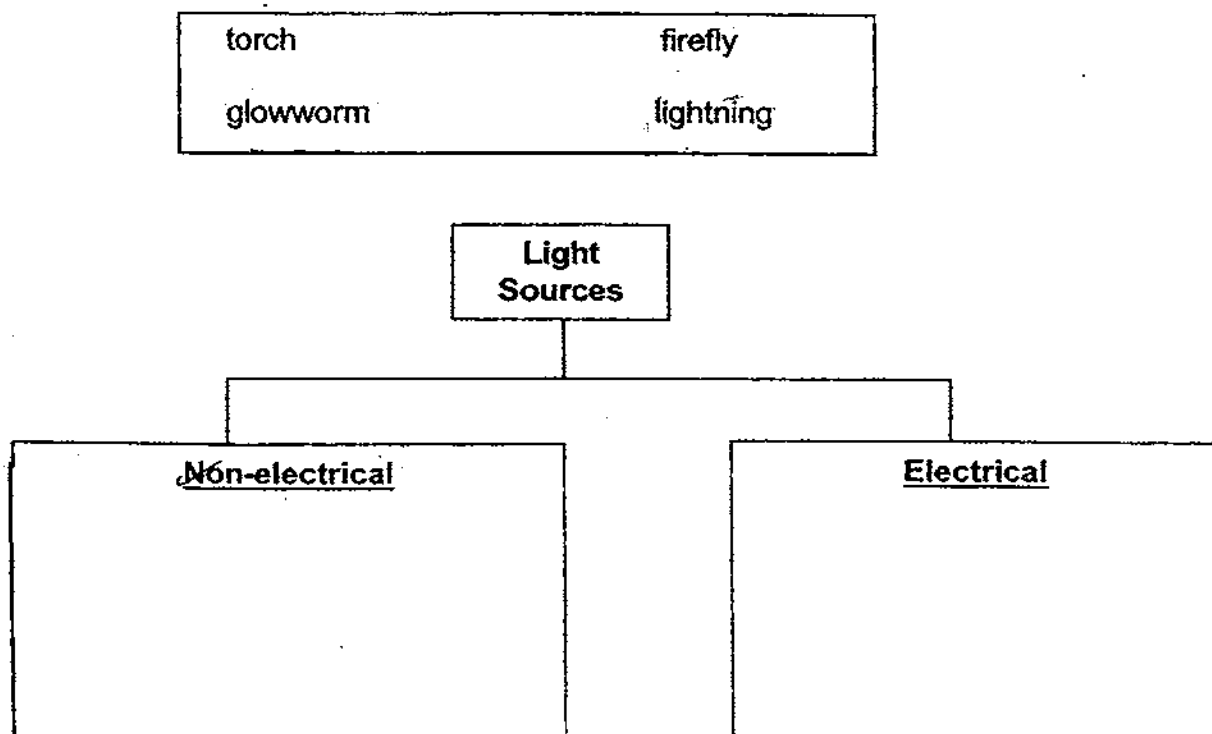 torch firefly
glowworm lightning
Light
Sources
Non-electrical Electrical